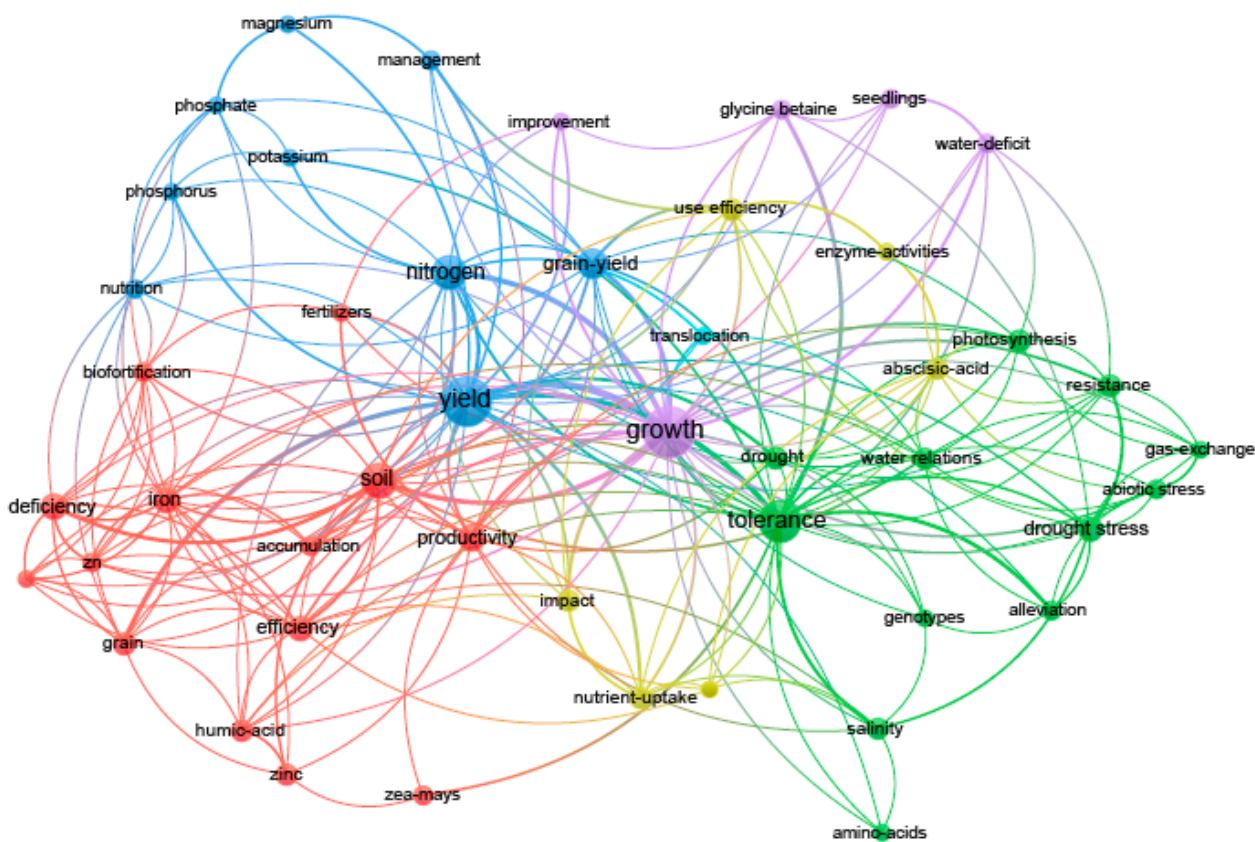 magnesium
management
phosphate
improvement
glycine betaine
seedlings
water-deficit
potassium
phosphorus
use efficiency
enzyme-activities
nitrogen
grain-yield
nutrition
fertilizers
translocation
photosynthesis
biofortification
abscisic-acid
resistance
yield
growth
drought
water relations
gas-exchange
soil
abiotic stress
deficiency
iron
tolerance
drought stress
accumulation
productivity
zn
impact
genotypes
alleviation
grain
efficiency
nutrient-uptake
humic-acid
salinity
zinc
zea-mays
amino-acids